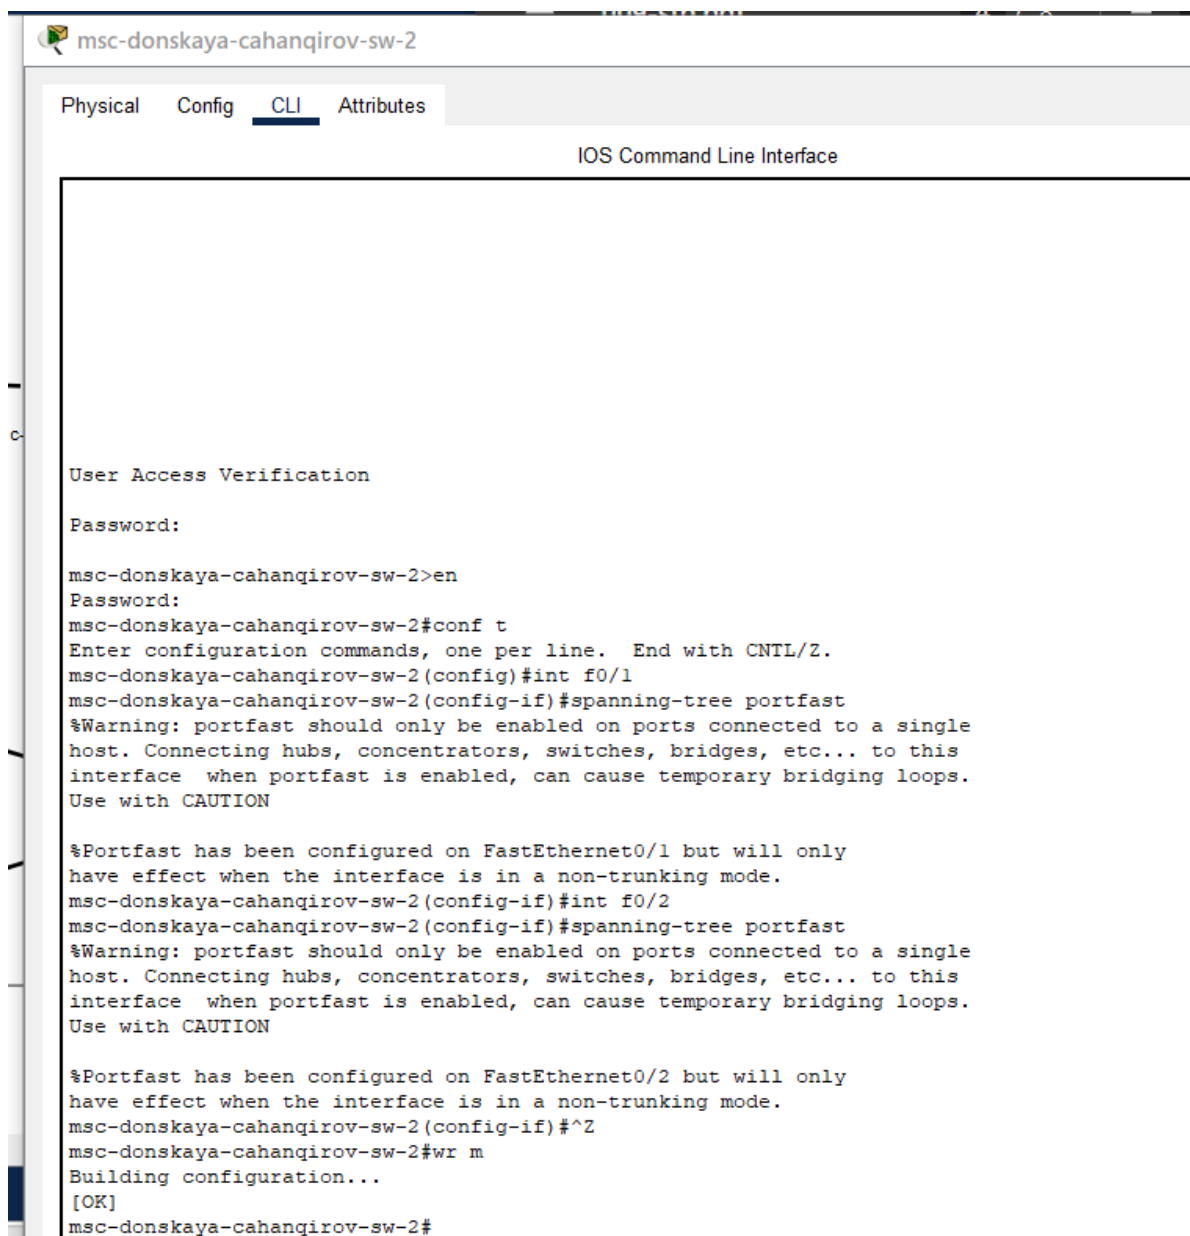 msc-donskaya-cahanqirov-sw-2
Physical Config CLI Attributes
IOS Command Line Interface
c-
User Access Verification
Password:
msc-donskaya-cahanqirov-sw-2>en
Password:
msc-donskaya-cahanqirov-sw-2#conf t
Enter configuration commands, one per line.  End with CNTL/Z.
msc-donskaya-cahanqirov-sw-2(config)#int f0/1
msc-donskaya-cahanqirov-sw-2(config-if)#spanning-tree portfast
%Warning: portfast should only be enabled on ports connected to a single
host. Connecting hubs, concentrators, switches, bridges, etc... to this
interface  when portfast is enabled, can cause temporary bridging loops.
Use with CAUTION
%Portfast has been configured on FastEthernet0/1 but will only
have effect when the interface is in a non-trunking mode.
msc-donskaya-cahanqirov-sw-2(config-if)#int f0/2
msc-donskaya-cahanqirov-sw-2(config-if)#spanning-tree portfast
%Warning: portfast should only be enabled on ports connected to a single
host. Connecting hubs, concentrators, switches, bridges, etc... to this
interface  when portfast is enabled, can cause temporary bridging loops.
Use with CAUTION
%Portfast has been configured on FastEthernet0/2 but will only
have effect when the interface is in a non-trunking mode.
msc-donskaya-cahanqirov-sw-2(config-if)#^Z
msc-donskaya-cahanqirov-sw-2#wr m
Building configuration...
[OK]
msc-donskaya-cahanqirov-sw-2#